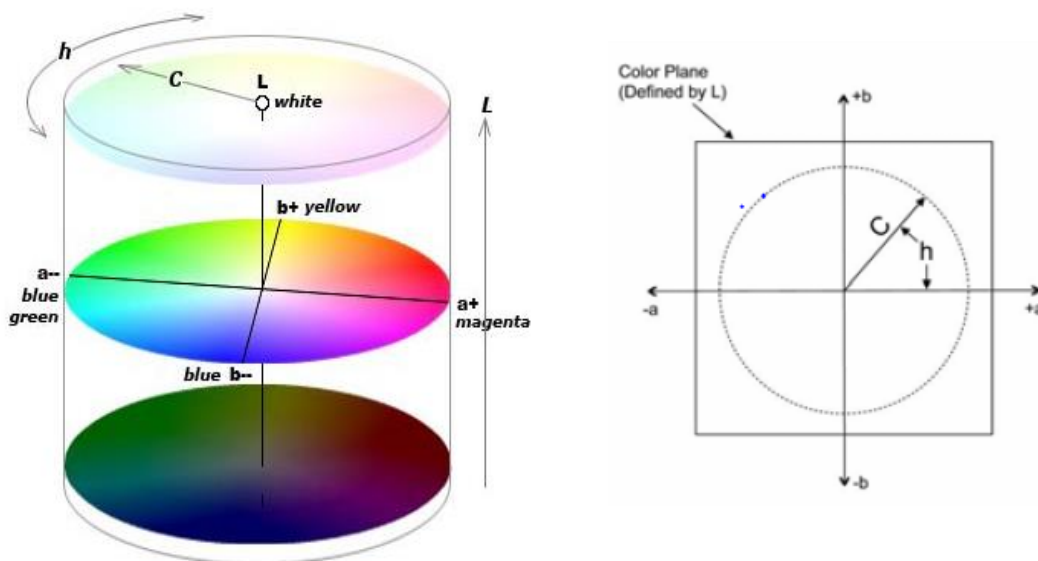 h
C
L
white
L
b+ yellow
a--
blue
green
a+
magenta
blue b--
Color Plane
(Defined by L)
+b
C
h
-a
+a
-b